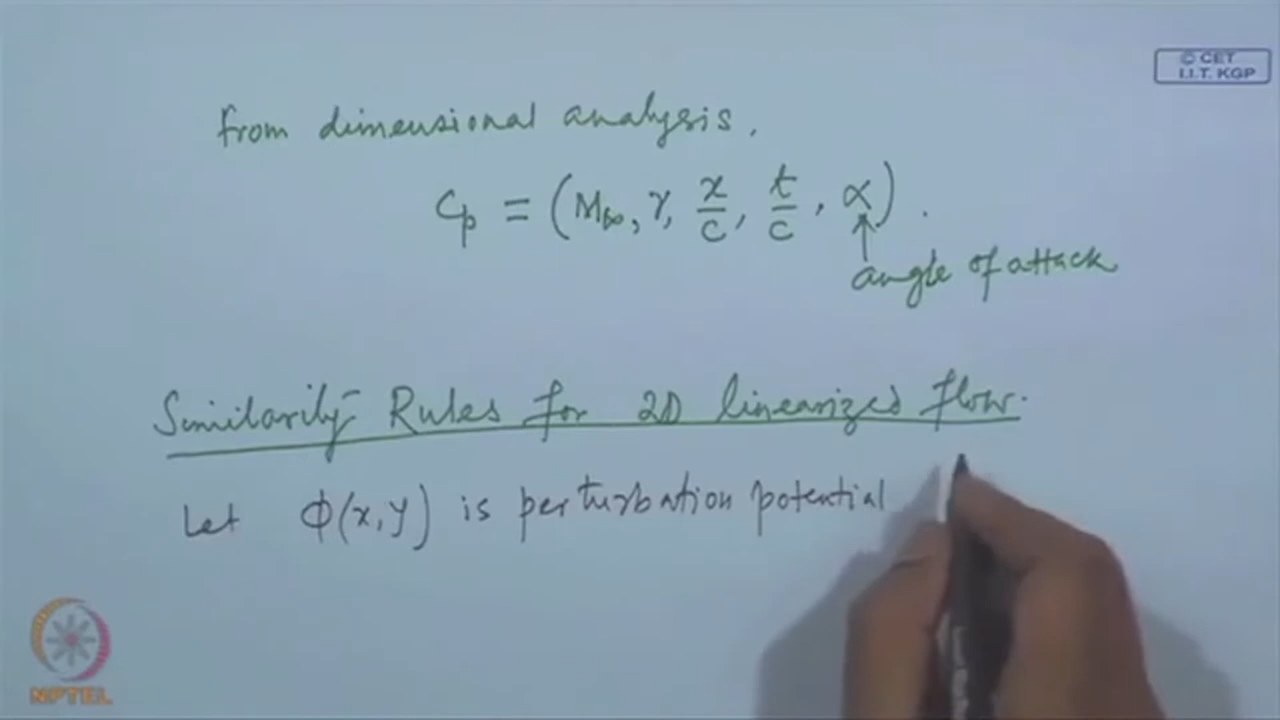 © CET
I.I.T. KGP
from dimensional analysis.
Cp = (M∞, γ, x/c, t/c, α).
angle of attack
Similarity Rules for 2D linearized flow.
Let φ(x,y) is perturbation potential
NPTEL